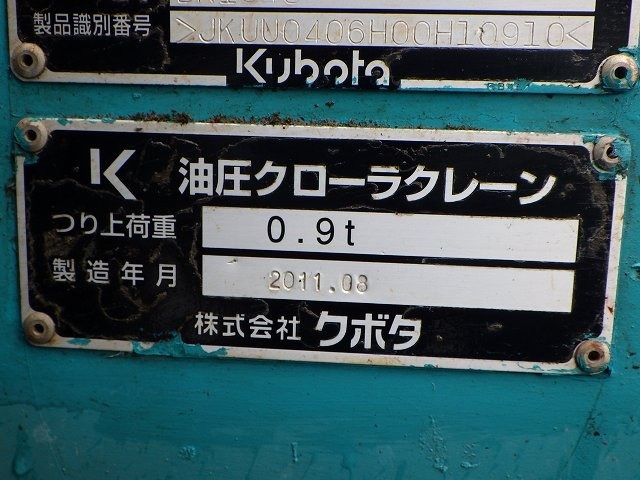 製品識別番号 >JKUU0406H00H10910<
Kubota
K 油圧クローラクレーン
つり上荷重 0.9t
製造年月 2011.08
株式会社 クボタ